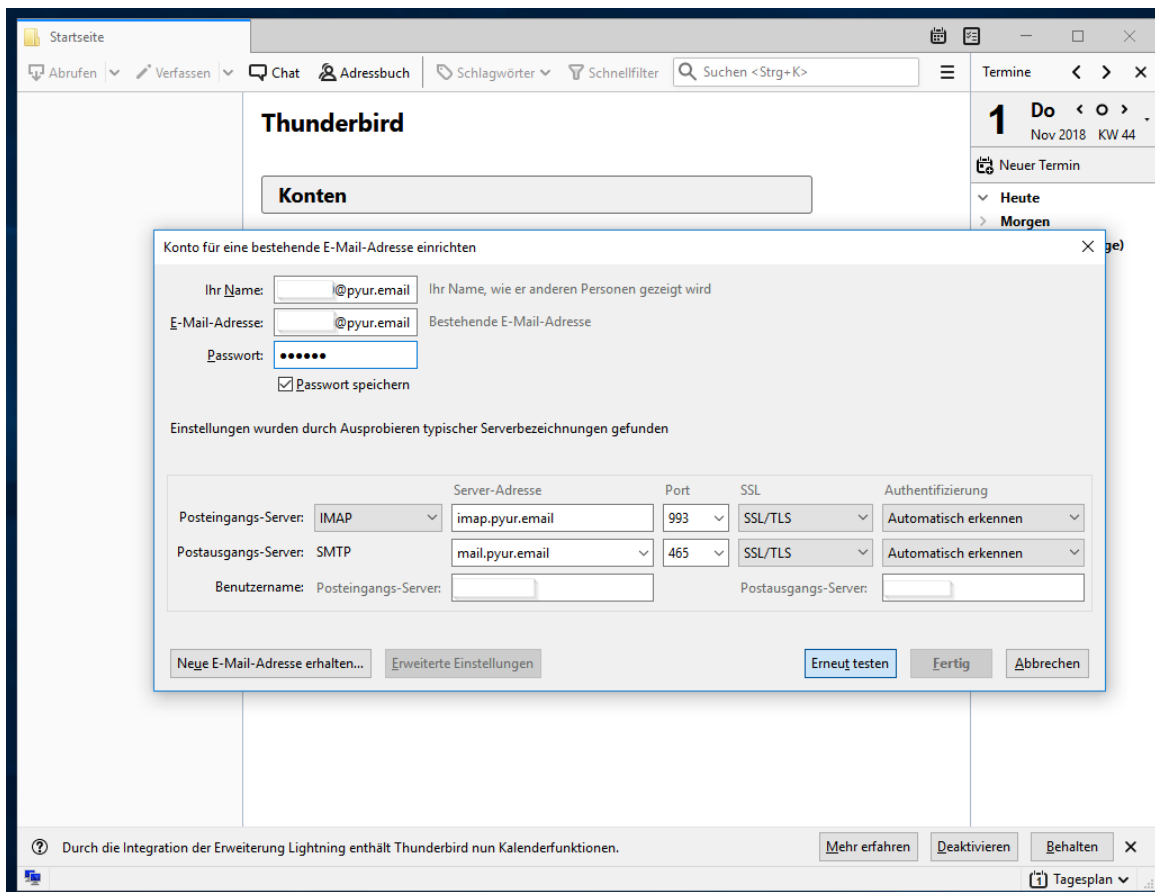 Startseite
Abrufen Verfassen Chat Adressbuch Schlagwörter Schnellfilter Suchen <Strg+K> Termine
Thunderbird
1 Do
Nov 2018 KW 44
Neuer Termin
Konten
Heute
Morgen
ge)
Konto für eine bestehende E-Mail-Adresse einrichten
Ihr Name: @pyur.email Ihr Name, wie er anderen Personen gezeigt wird
E-Mail-Adresse: @pyur.email Bestehende E-Mail-Adresse
Passwort: ••••••
Passwort speichern
Einstellungen wurden durch Ausprobieren typischer Serverbezeichnungen gefunden
Server-Adresse Port SSL Authentifizierung
Posteingangs-Server: IMAP imap.pyur.email 993 SSL/TLS Automatisch erkennen
Postausgangs-Server: SMTP mail.pyur.email 465 SSL/TLS Automatisch erkennen
Benutzername: Posteingangs-Server: Postausgangs-Server:
Neue E-Mail-Adresse erhalten... Erweiterte Einstellungen Erneut testen Fertig Abbrechen
Durch die Integration der Erweiterung Lightning enthält Thunderbird nun Kalenderfunktionen. Mehr erfahren Deaktivieren Behalten
Tagesplan